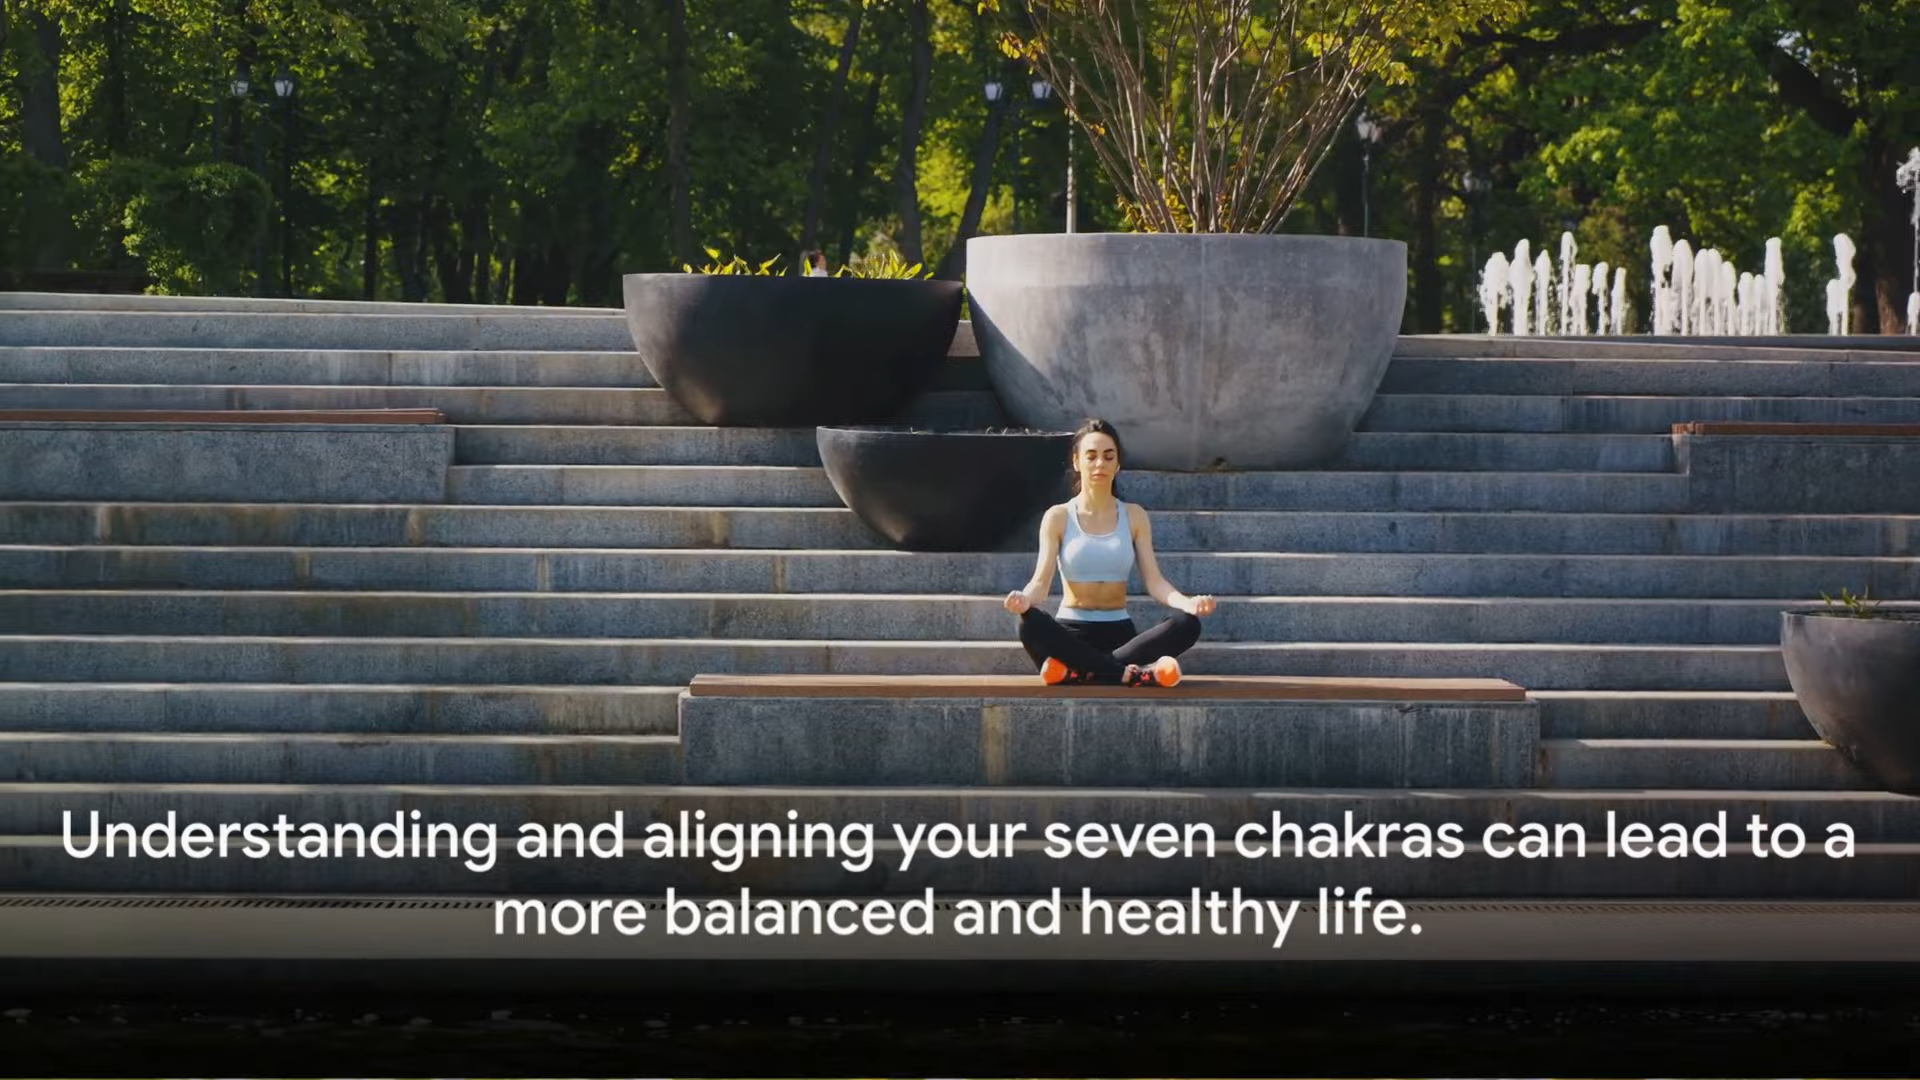 Understanding and aligning your seven chakras can lead to a
more balanced and healthy life.